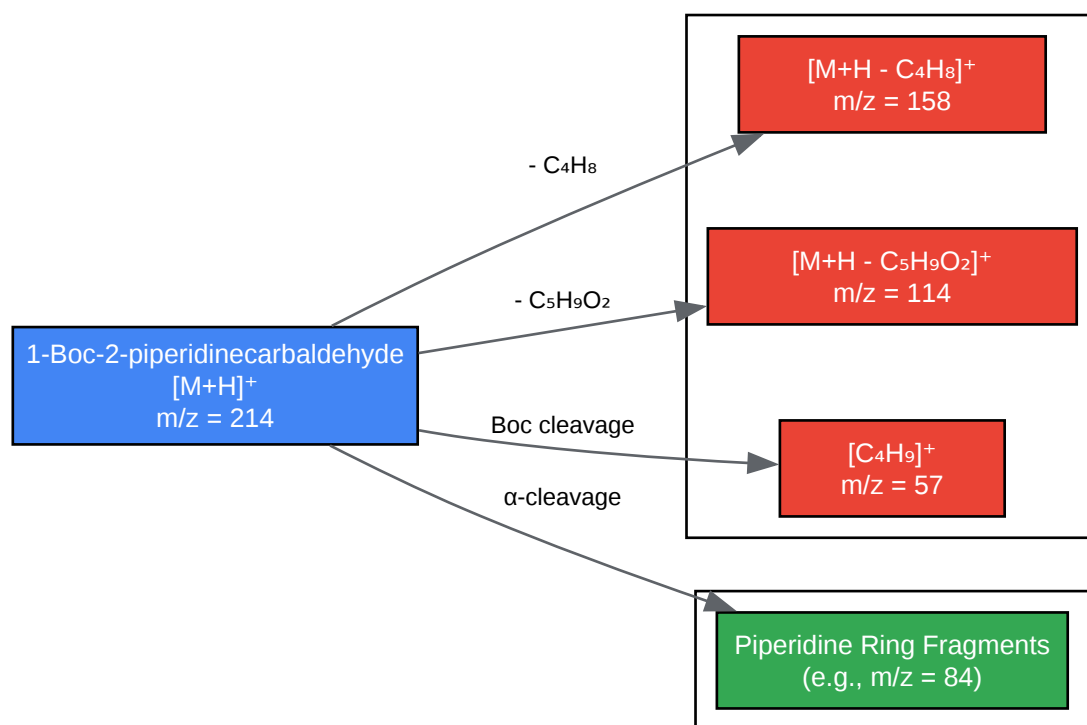 [M+H - C₄H₈]⁺
m/z = 158
- C₄H₈
[M+H - C₅H₉O₂]⁺
m/z = 114
- C₅H₉O₂
1-Boc-2-piperidinecarbaldehyde
[M+H]⁺
m/z = 214
Boc cleavage
[C₄H₉]⁺
m/z = 57
α-cleavage
Piperidine Ring Fragments
(e.g., m/z = 84)